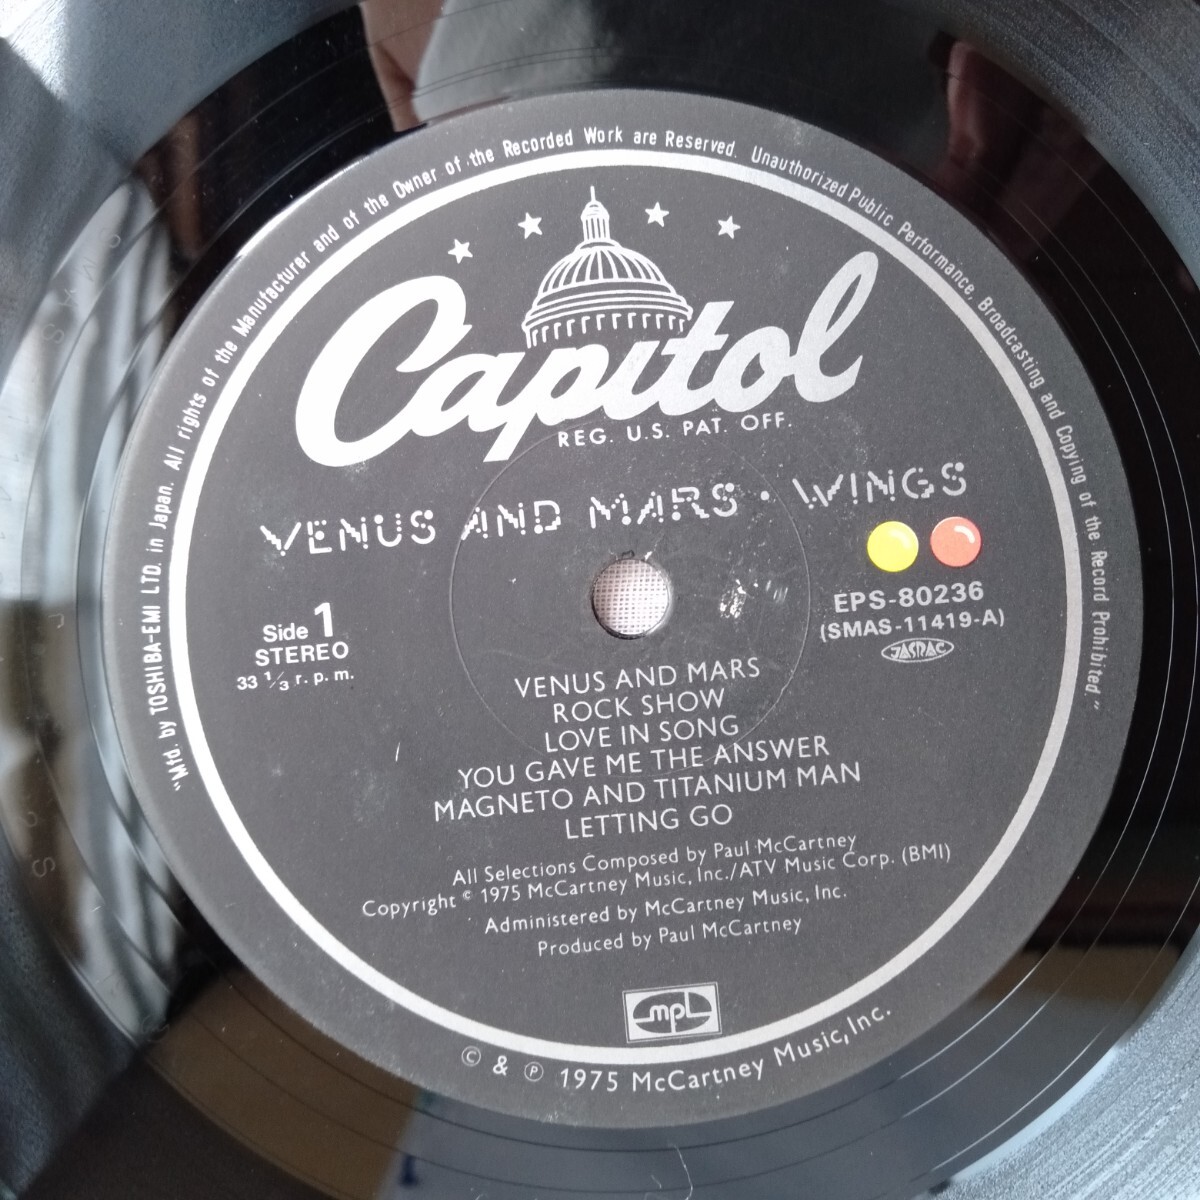 "Mfd. by TOSHIBA-EMI LTD. in Japan. All rights of the Manufacturer and of the Owner of the Recorded Work are Reserved. Unauthorized Public Performance, Broadcasting and Copying of the Record Prohibited."
Capitol
REG. U.S. PAT. OFF.
VENUS AND MARS • WINGS
Side 1
STEREO
33 1/3 r.p.m.
EPS-80236
(SMAS-11419-A)
JASRAC
VENUS AND MARS
ROCK SHOW
LOVE IN SONG
YOU GAVE ME THE ANSWER
MAGNETO AND TITANIUM MAN
LETTING GO
All Selections Composed by Paul McCartney
Copyright © 1975 McCartney Music, Inc./ATV Music Corp. (BMI)
Administered by McCartney Music, Inc.
Produced by Paul McCartney
mpl
© & ℗ 1975 McCartney Music, Inc.